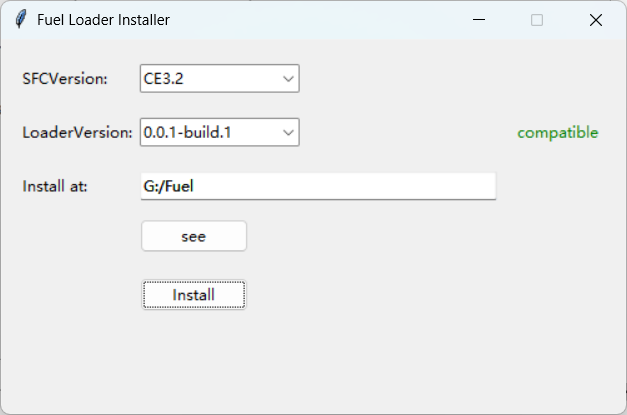 Fuel Loader Installer
SFCVersion: CE3.2
LoaderVersion: 0.0.1-build.1 compatible
Install at: G:/Fuel
see
Install